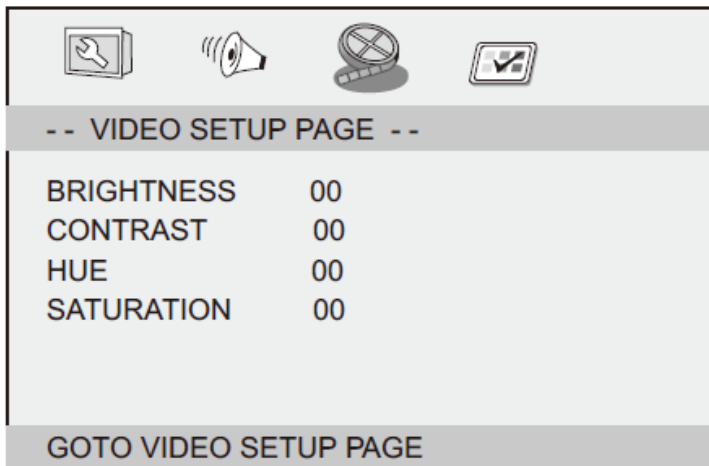 - - VIDEO SETUP PAGE - -
BRIGHTNESS 00
CONTRAST 00
HUE 00
SATURATION 00
GOTO VIDEO SETUP PAGE